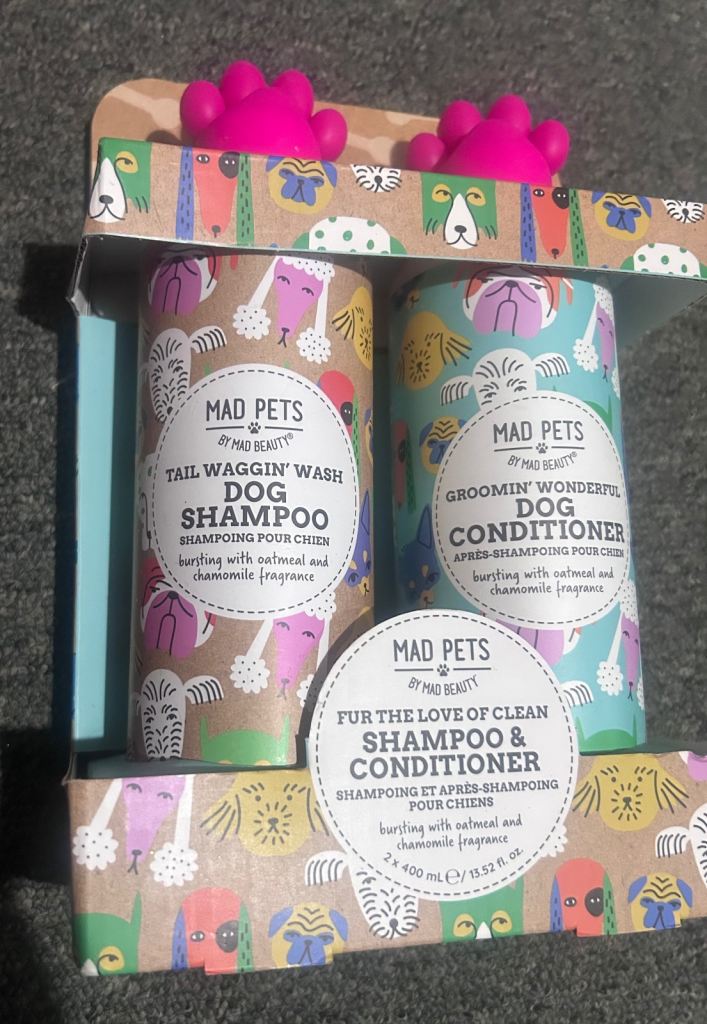 MAD PETS
BY MAD BEAUTY®
TAIL WAGGIN' WASH
DOG
SHAMPOO
SHAMPOING POUR CHIEN
bursting with oatmeal and
chamomile fragrance
MAD PETS
BY MAD BEAUTY®
GROOMIN' WONDERFUL
DOG
CONDITIONER
APRÈS-SHAMPOING POUR CHIEN
bursting with oatmeal and
chamomile fragrance
MAD PETS
BY MAD BEAUTY®
FUR THE LOVE OF CLEAN
SHAMPOO &
CONDITIONER
SHAMPOING ET APRÈS-SHAMPOING
POUR CHIENS
bursting with oatmeal and
chamomile fragrance
2 x 400 mL ℮ / 13.52 fl. oz.